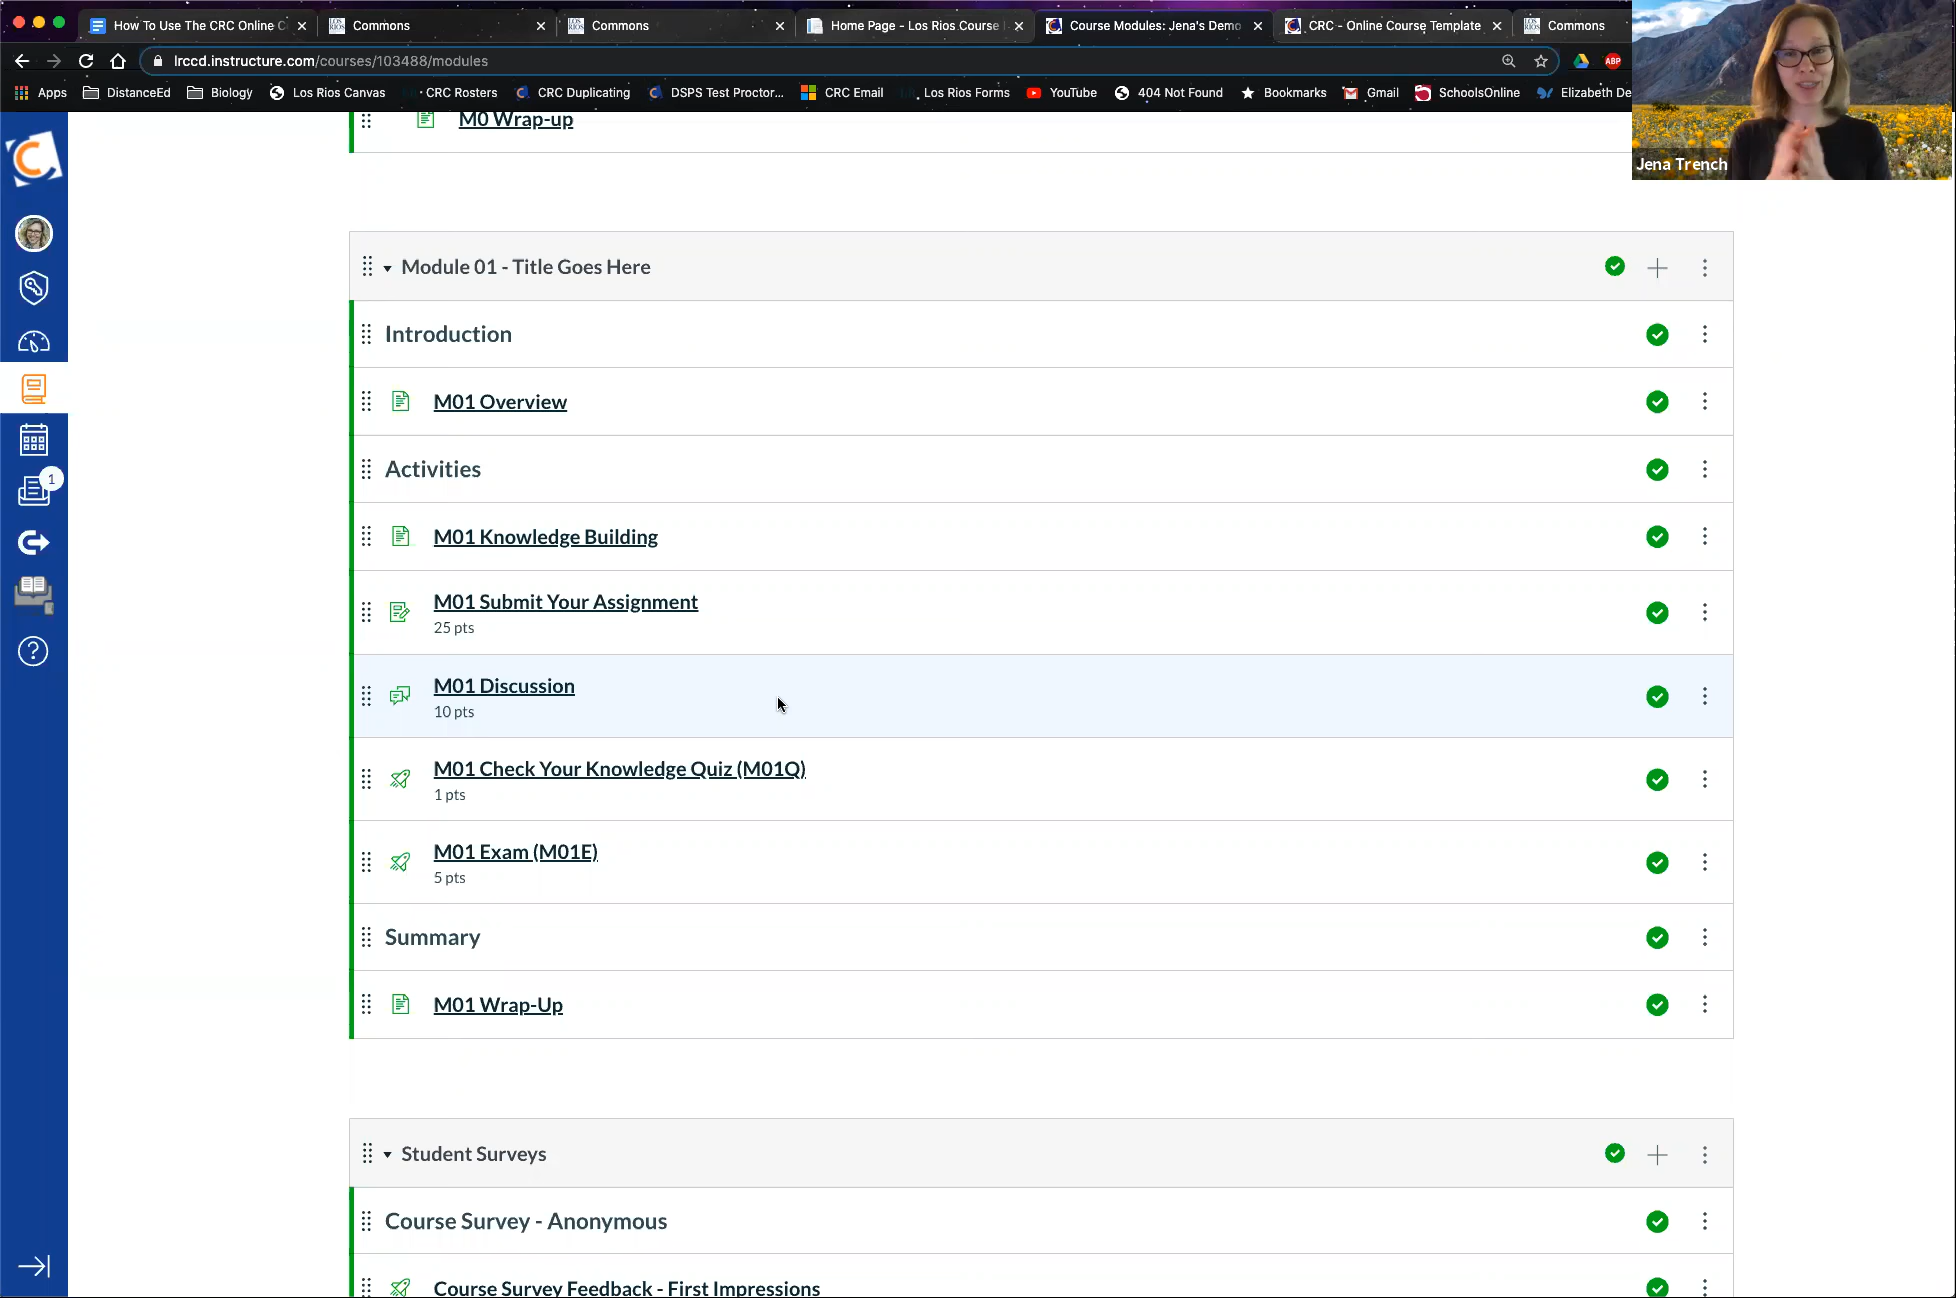 How To Use The CRC Online C
Commons
Commons
Home Page - Los Rios Course
Course Modules: Jena's Demo
CRC - Online Course Template
Commons
lrccd.instructure.com/courses/103488/modules
ABP
Apps
DistanceEd
Biology
Los Rios Canvas
CRC Rosters
CRC Duplicating
DSPS Test Proctor...
CRC Email
Los Rios Forms
YouTube
404 Not Found
Bookmarks
Gmail
SchoolsOnline
Elizabeth De
Jena Trench
M0 Wrap-up
Module 01 - Title Goes Here
Introduction
M01 Overview
Activities
1
M01 Knowledge Building
M01 Submit Your Assignment
25 pts
M01 Discussion
10 pts
M01 Check Your Knowledge Quiz (M01Q)
1 pts
M01 Exam (M01E)
5 pts
Summary
M01 Wrap-Up
Student Surveys
Course Survey - Anonymous
Course Survey Feedback - First Impressions